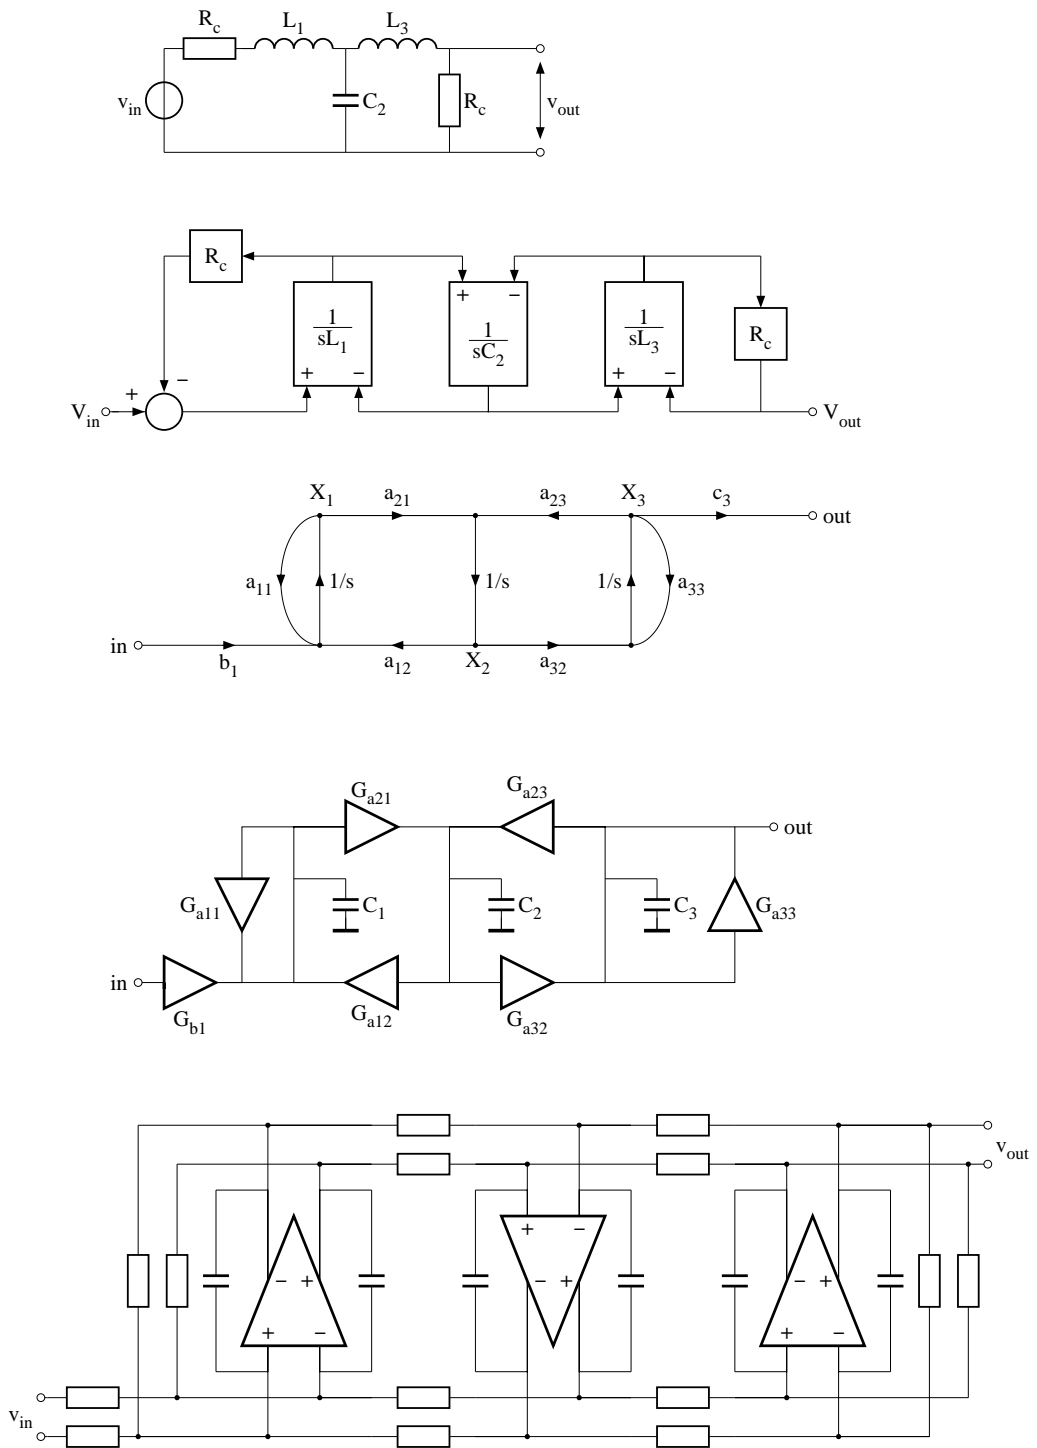 R_c L_1 L_3
v_in C_2 R_c v_out
R_c
+ −
1/sL_1 1/sC_2 1/sL_3 R_c
+ − + −
− +
V_in V_out
X_1 a_21 a_23 X_3 c_3 out
a_11 1/s 1/s 1/s a_33
in b_1 a_12 X_2 a_32
G_a21 G_a23
out
G_a11 C_1 C_2 C_3 G_a33
in G_b1 G_a12 G_a32
v_out
+ −
− + − + − +
+ − + −
v_in